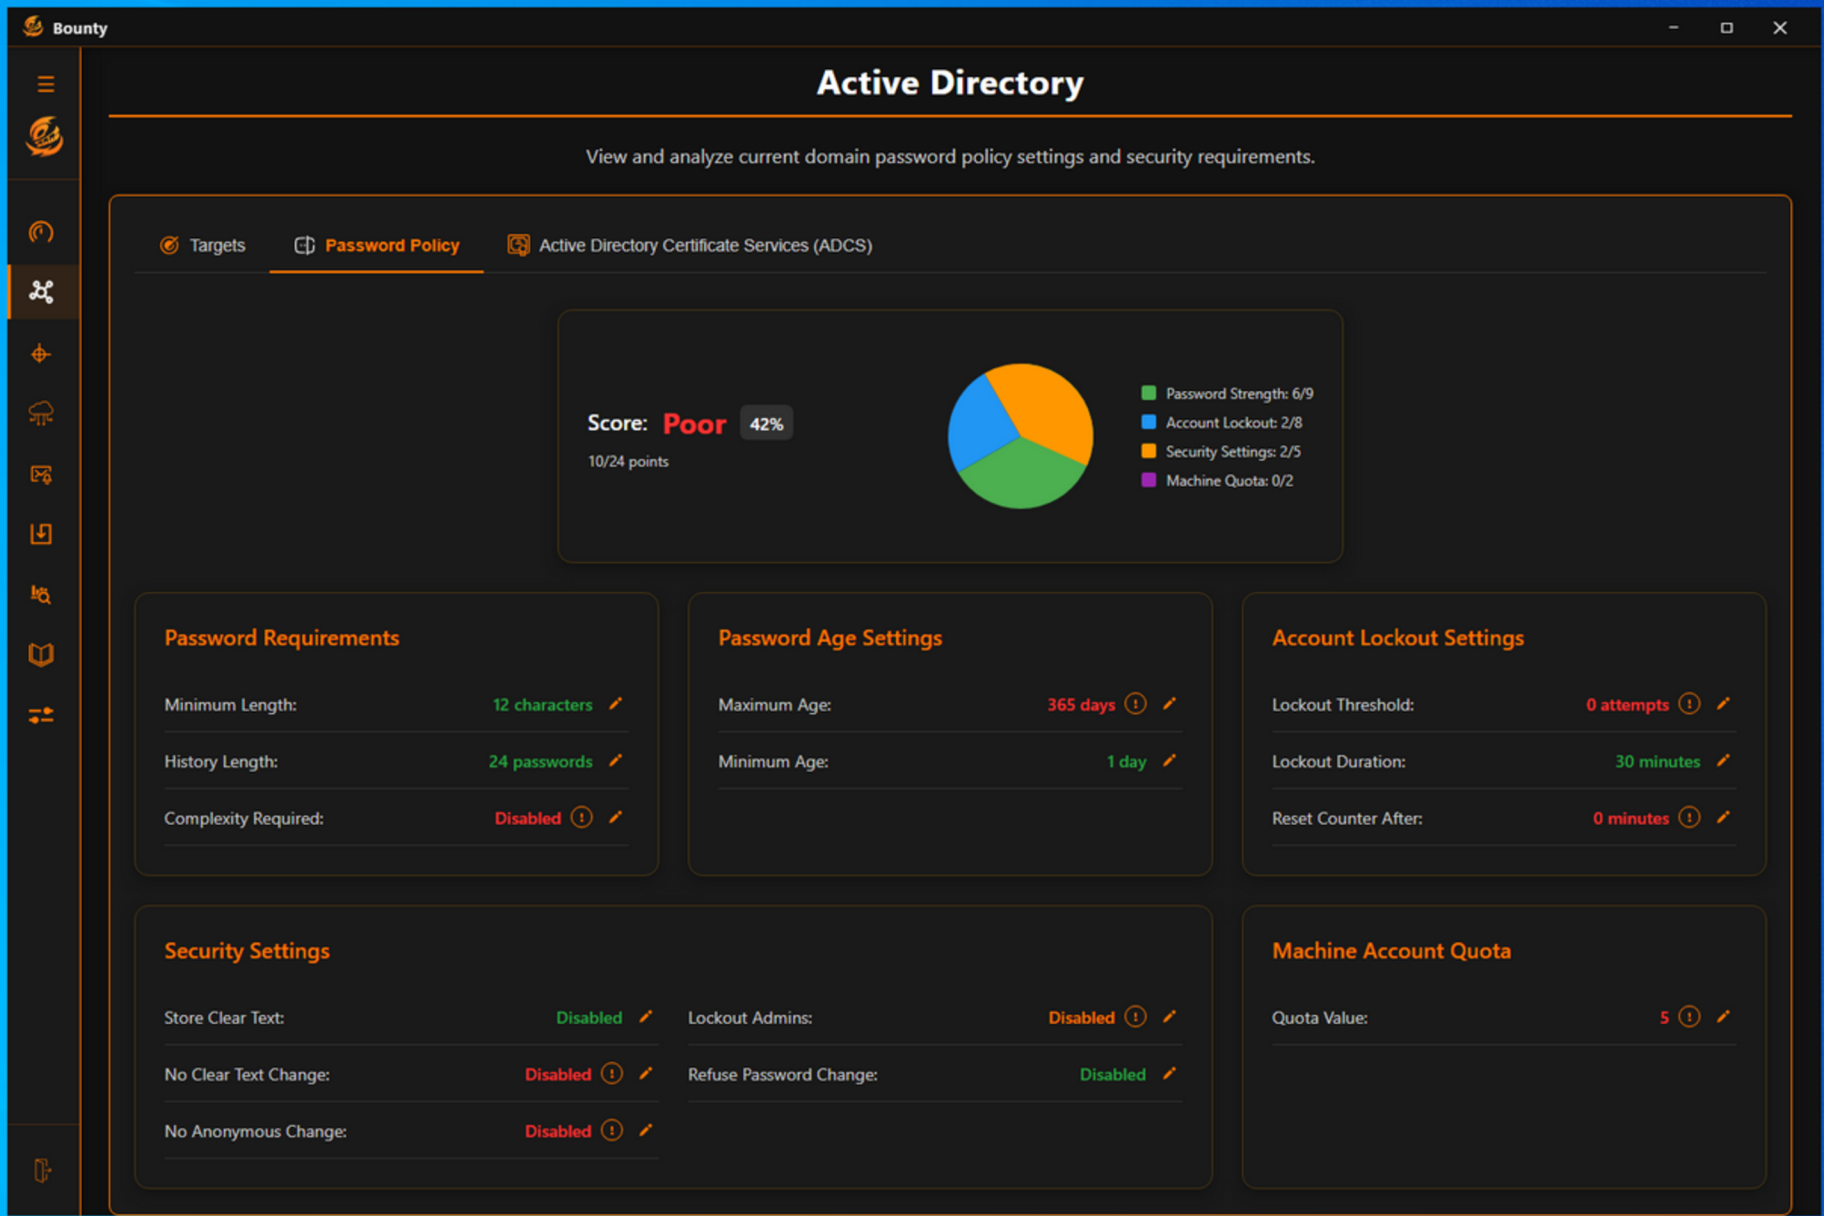 Bounty
Active Directory
View and analyze current domain password policy settings and security requirements.
Targets
Password Policy
Active Directory Certificate Services (ADCS)
Score: Poor 42%
10/24 points
Password Strength: 6/9
Account Lockout: 2/8
Security Settings: 2/5
Machine Quota: 0/2
Password Requirements
Minimum Length: 12 characters
History Length: 24 passwords
Complexity Required: Disabled
Password Age Settings
Maximum Age: 365 days
Minimum Age: 1 day
Account Lockout Settings
Lockout Threshold: 0 attempts
Lockout Duration: 30 minutes
Reset Counter After: 0 minutes
Security Settings
Store Clear Text: Disabled
No Clear Text Change: Disabled
No Anonymous Change: Disabled
Lockout Admins: Disabled
Refuse Password Change: Disabled
Machine Account Quota
Quota Value: 5